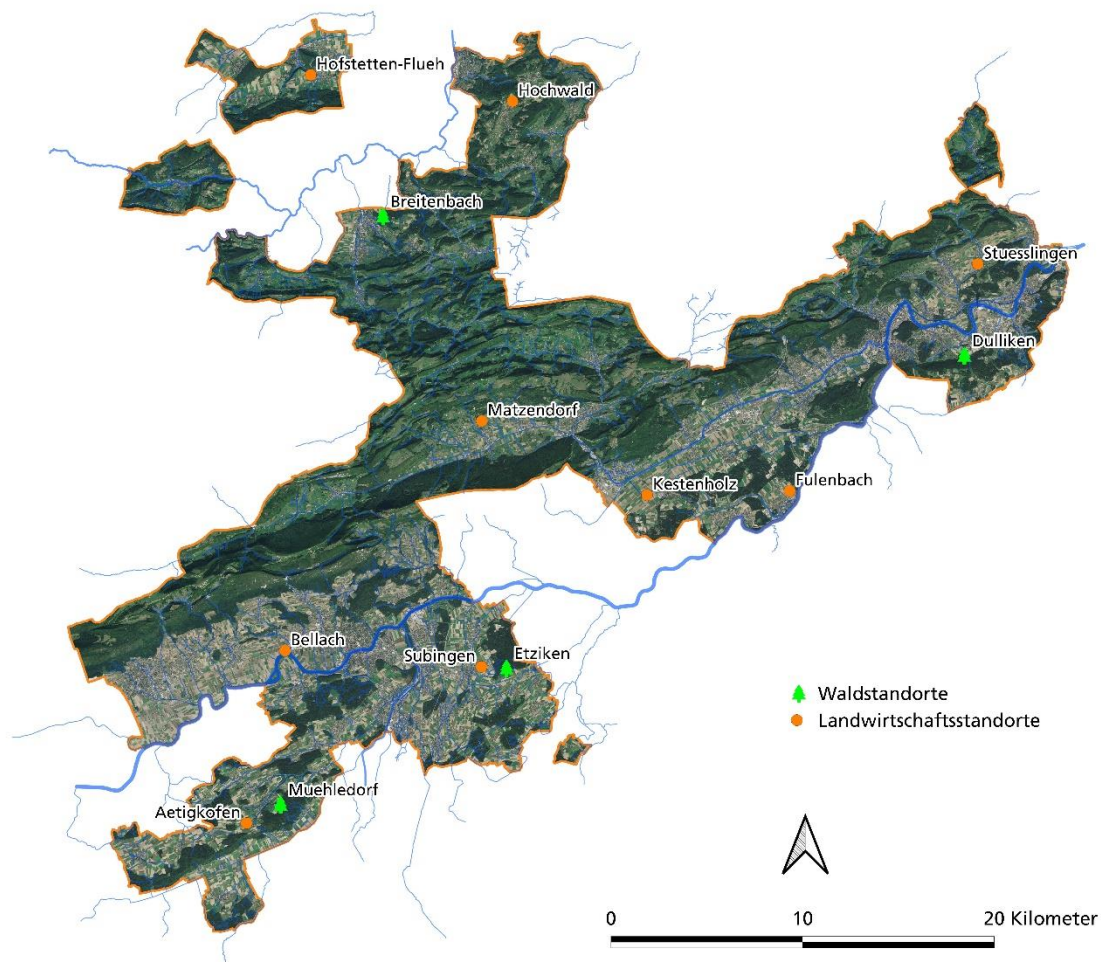 Hofstetten-Flueh
Hochwald
Breitenbach
Stuesslingen
Dulliken
Matzendorf
Kestenholz
Fulenbach
Bellach
Subingen
Etziken
Waldstandorte
Landwirtschaftsstandorte
Muehledorf
Aetigkofen
0
10
20 Kilometer